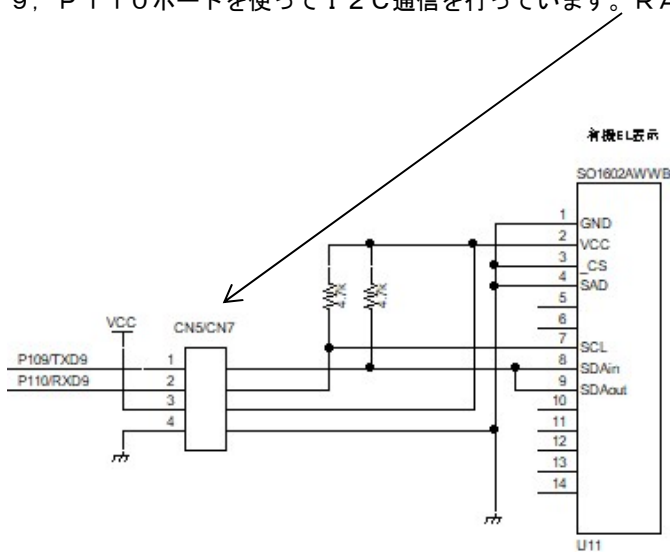 9，P110ポートを使ってI2C通信を行っています。RA
有機EL表示
SO1602AWWB
VCC
CN5/CN7
P109/TXD9
P110/RXD9
1
2
3
4
4.7k
4.7k
1
2
3
4
5
6
7
8
9
10
11
12
13
14
GND
VCC
_CS
SAD
SCL
SDAin
SDAout
U11